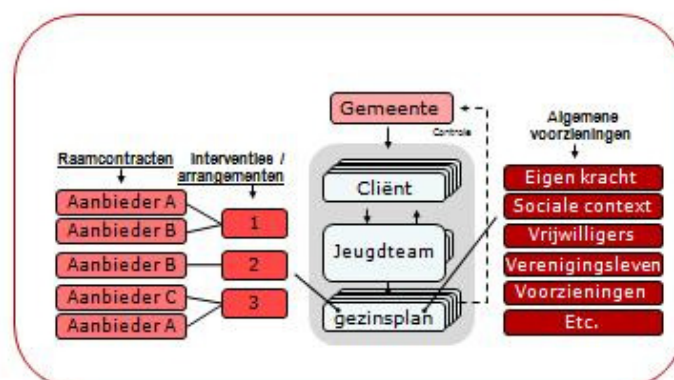 Raamcontracten
Aanbieder A
Aanbieder B
Aanbieder B
Aanbieder C
Aanbieder A
Interventies /
arrangementen
1
2
3
Gemeente
Controle
Cliënt
Jeugdteam
gezinsplan
Algemene
voorzieningen
Eigen kracht
Sociale context
Vrijwilligers
Verenigingsleven
Voorzieningen
Etc.